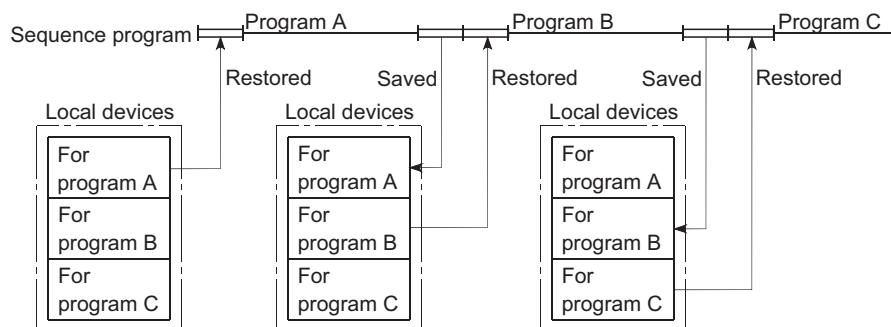 Sequence program
Program A
Program B
Program C
Restored
Saved
Restored
Saved
Restored
Local devices
For
program A
For
program B
For
program C
Local devices
For
program A
For
program B
For
program C
Local devices
For
program A
For
program B
For
program C